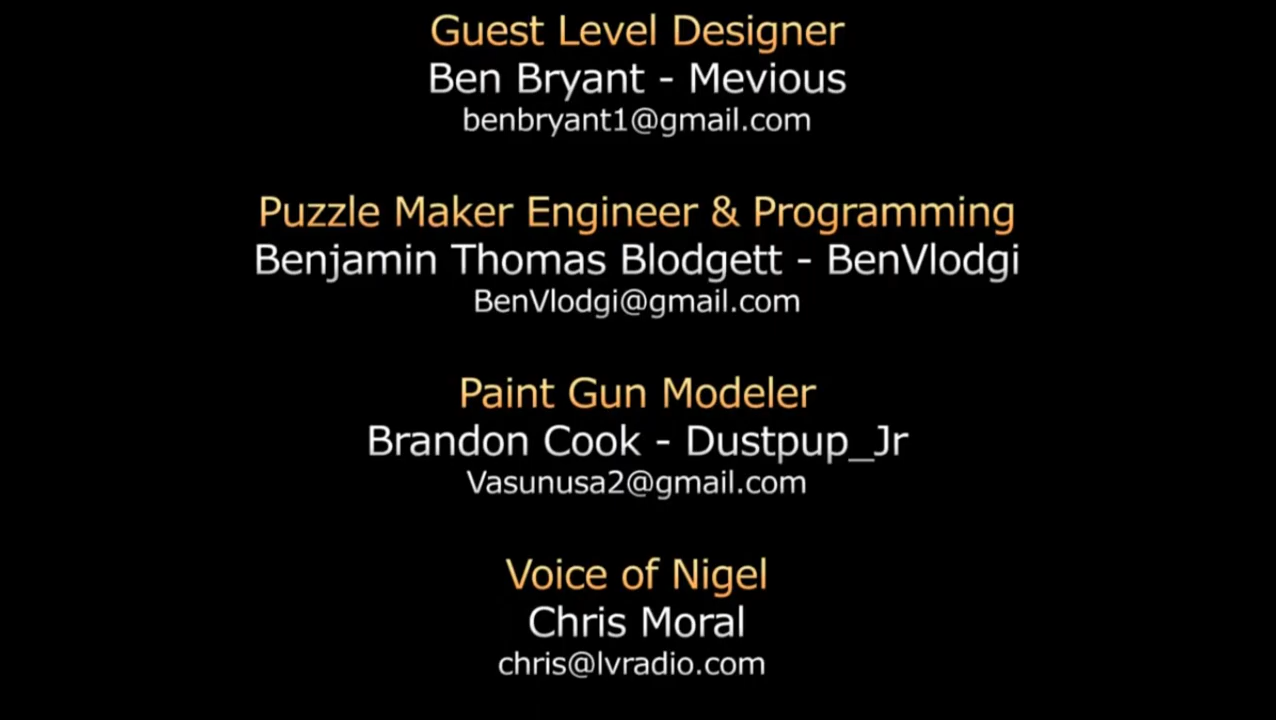 Guest Level Designer
Ben Bryant - Mevious
benbryant1@gmail.com
Puzzle Maker Engineer & Programming
Benjamin Thomas Blodgett - BenVlodgi
BenVlodgi@gmail.com
Paint Gun Modeler
Brandon Cook - Dustpup_Jr
Vasunusa2@gmail.com
Voice of Nigel
Chris Moral
chris@lvradio.com